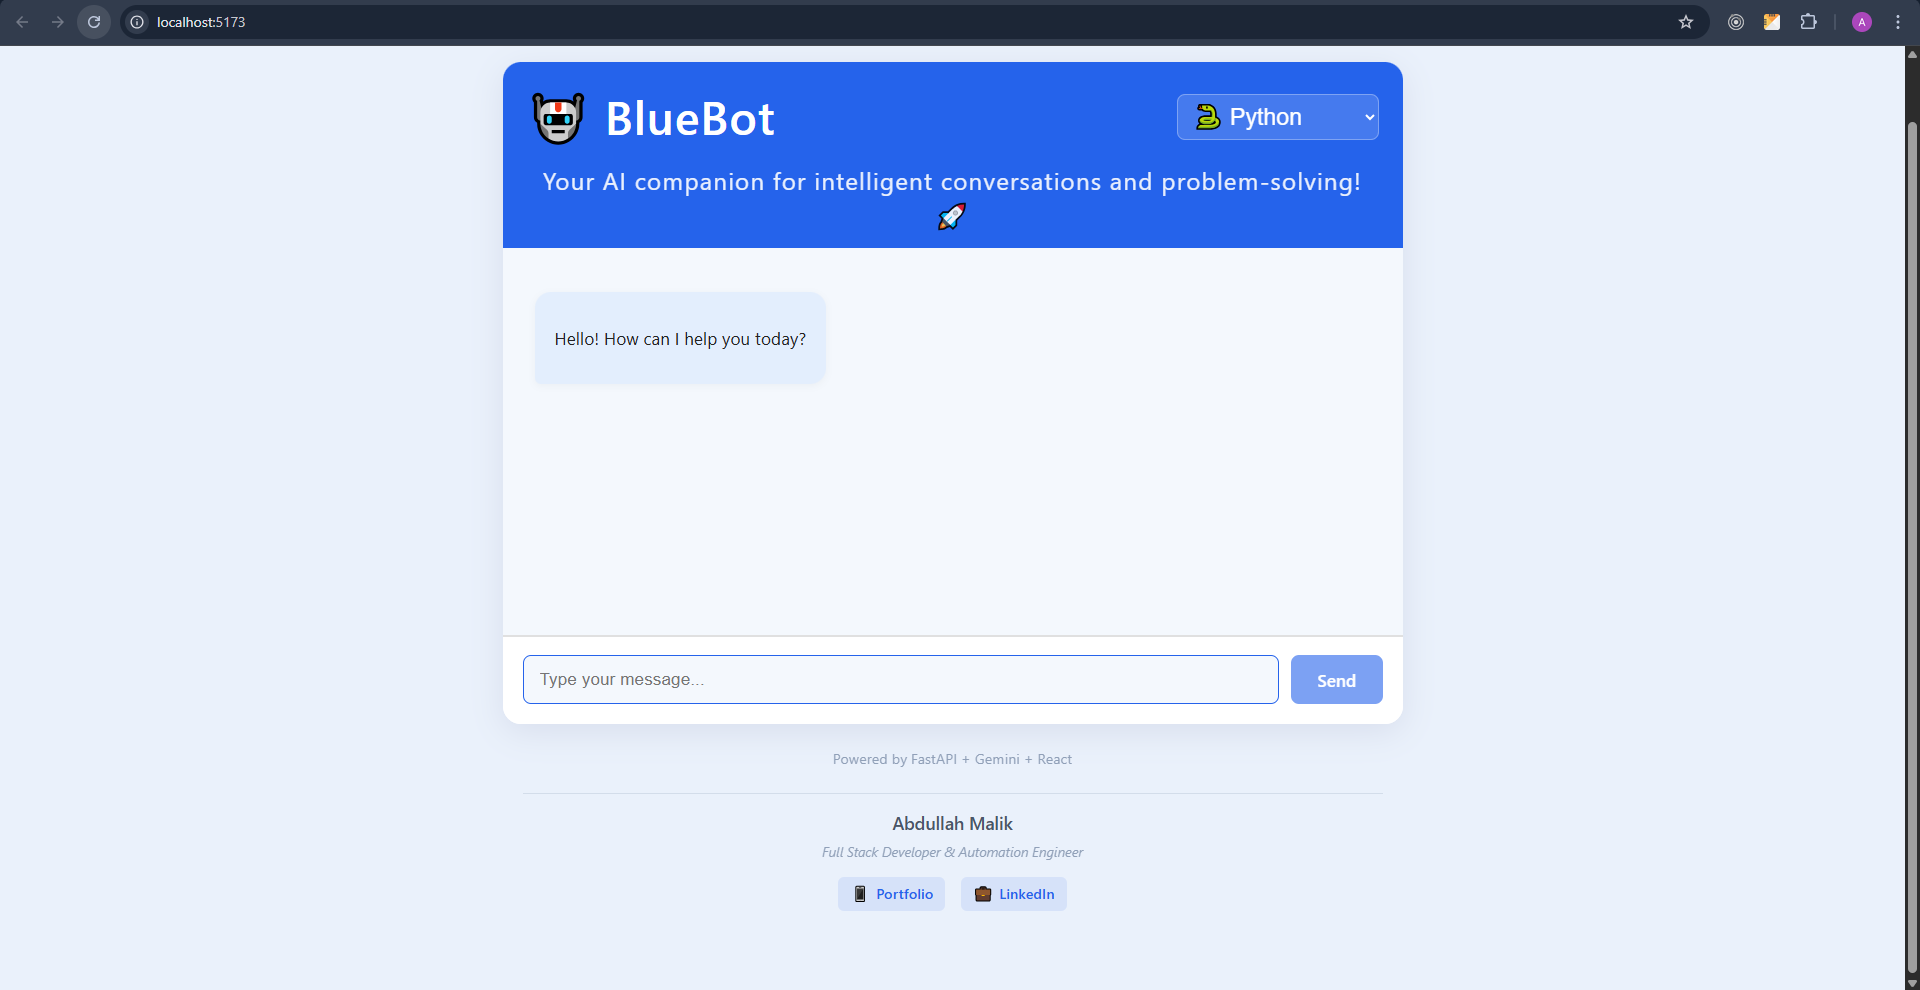 localhost:5173
A
BlueBot
Python
Your AI companion for intelligent conversations and problem-solving!
🚀
Hello! How can I help you today?
Type your message...
Send
Powered by FastAPI + Gemini + React
Abdullah Malik
Full Stack Developer & Automation Engineer
Portfolio
LinkedIn